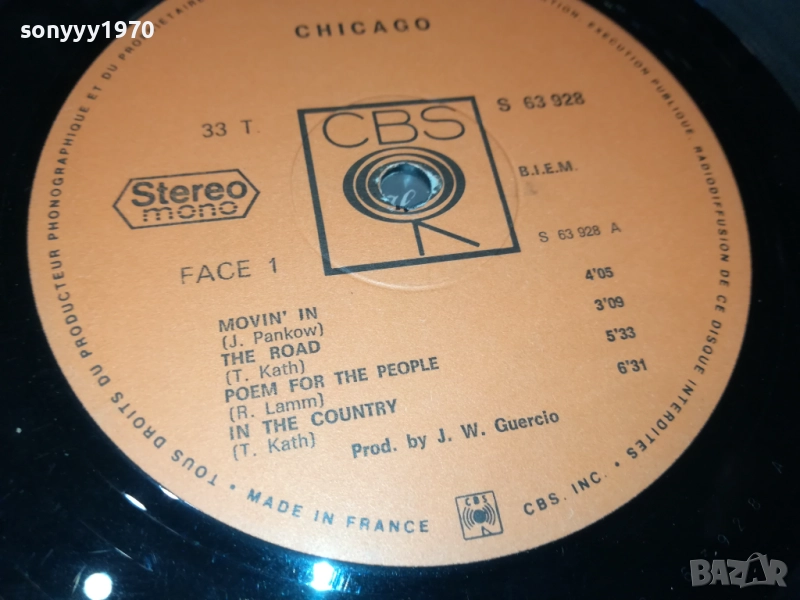 sonyyy1970
CHICAGO
33 T.
CBS
S 63 928
Stereo
mono
B.I.E.M.
S 63 928 A
FACE 1
MOVIN' IN 4'05
(J. Pankow)
THE ROAD 3'09
(T. Kath)
POEM FOR THE PEOPLE 5'33
(R. Lamm)
IN THE COUNTRY 6'31
(T. Kath)
Prod. by J. W. Guercio
• TOUS DROITS DU PRODUCTEUR PHONOGRAPHIQUE ET DU PROPRIETAIRE
EXECUTION PUBLIQUE, RADIODIFFUSION DE CE DISQUE INTERDITES •
MADE IN FRANCE
CBS
CBS. INC. •
BAZAR